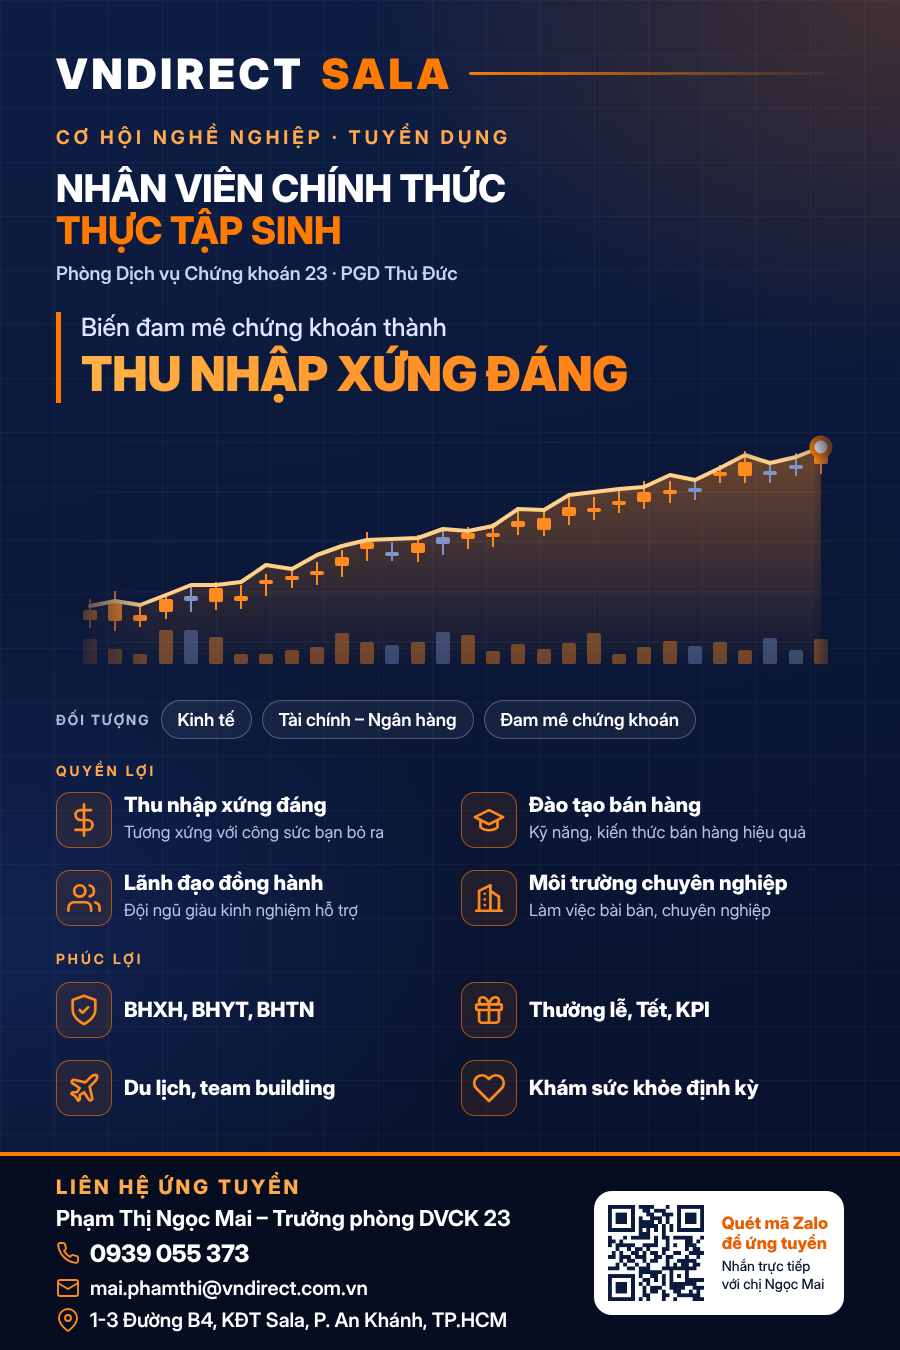 VNDIRECT SALA
CƠ HỘI NGHỀ NGHIỆP · TUYỂN DỤNG
NHÂN VIÊN CHÍNH THỨC
THỰC TẬP SINH
Phòng Dịch vụ Chứng khoán 23 · PGD Thủ Đức
Biến đam mê chứng khoán thành
THU NHẬP XỨNG ĐÁNG
ĐỐI TƯỢNG
Kinh tế
Tài chính – Ngân hàng
Đam mê chứng khoán
QUYỀN LỢI
Thu nhập xứng đáng
Tương xứng với công sức bạn bỏ ra
Đào tạo bán hàng
Kỹ năng, kiến thức bán hàng hiệu quả
Lãnh đạo đồng hành
Đội ngũ giàu kinh nghiệm hỗ trợ
Môi trường chuyên nghiệp
Làm việc bài bản, chuyên nghiệp
PHÚC LỢI
BHXH, BHYT, BHTN
Thưởng lễ, Tết, KPI
Du lịch, team building
Khám sức khỏe định kỳ
LIÊN HỆ ỨNG TUYỂN
Phạm Thị Ngọc Mai – Trưởng phòng DVCK 23
0939 055 373
mai.phamthi@vndirect.com.vn
1-3 Đường B4, KĐT Sala, P. An Khánh, TP.HCM
Quét mã Zalo
để ứng tuyển
Nhắn trực tiếp
với chị Ngọc Mai